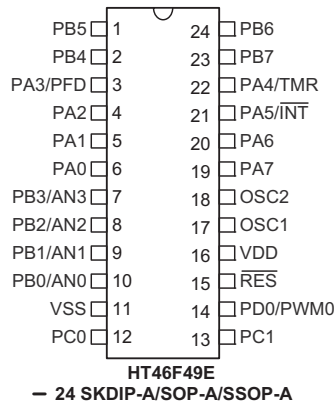 PB5 1 24 PB6
PB4 2 23 PB7
PA3/PFD 3 22 PA4/TMR
PA2 4 21 PA5/INT
PA1 5 20 PA6
PA0 6 19 PA7
PB3/AN3 7 18 OSC2
PB2/AN2 8 17 OSC1
PB1/AN1 9 16 VDD
PB0/AN0 10 15 RES
VSS 11 14 PD0/PWM0
PC0 12 13 PC1
HT46F49E
– 24 SKDIP-A/SOP-A/SSOP-A